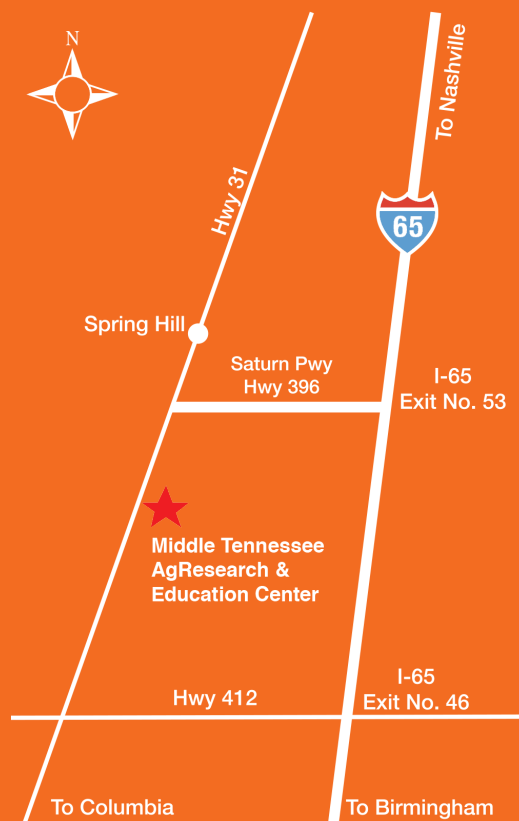 N
To Nashville
Hwy 31
65
Spring Hill
Saturn Pwy
Hwy 396
I-65
Exit No. 53
Middle Tennessee
AgResearch &
Education Center
I-65
Exit No. 46
Hwy 412
To Columbia
To Birmingham